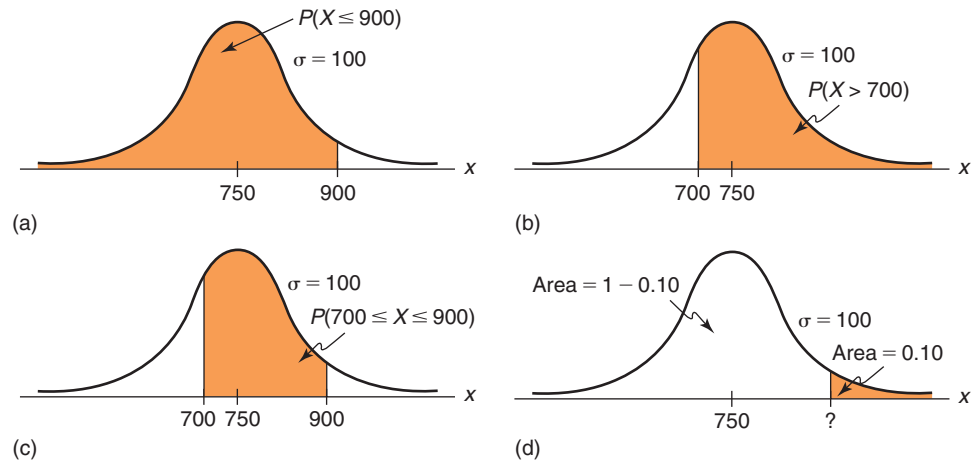 P(X ≤ 900)
σ = 100
x
750
900
(a)
σ = 100
P(X > 700)
x
700 750
(b)
σ = 100
P(700 ≤ X ≤ 900)
x
700 750
900
(c)
Area = 1 − 0.10
σ = 100
Area = 0.10
x
750
?
(d)